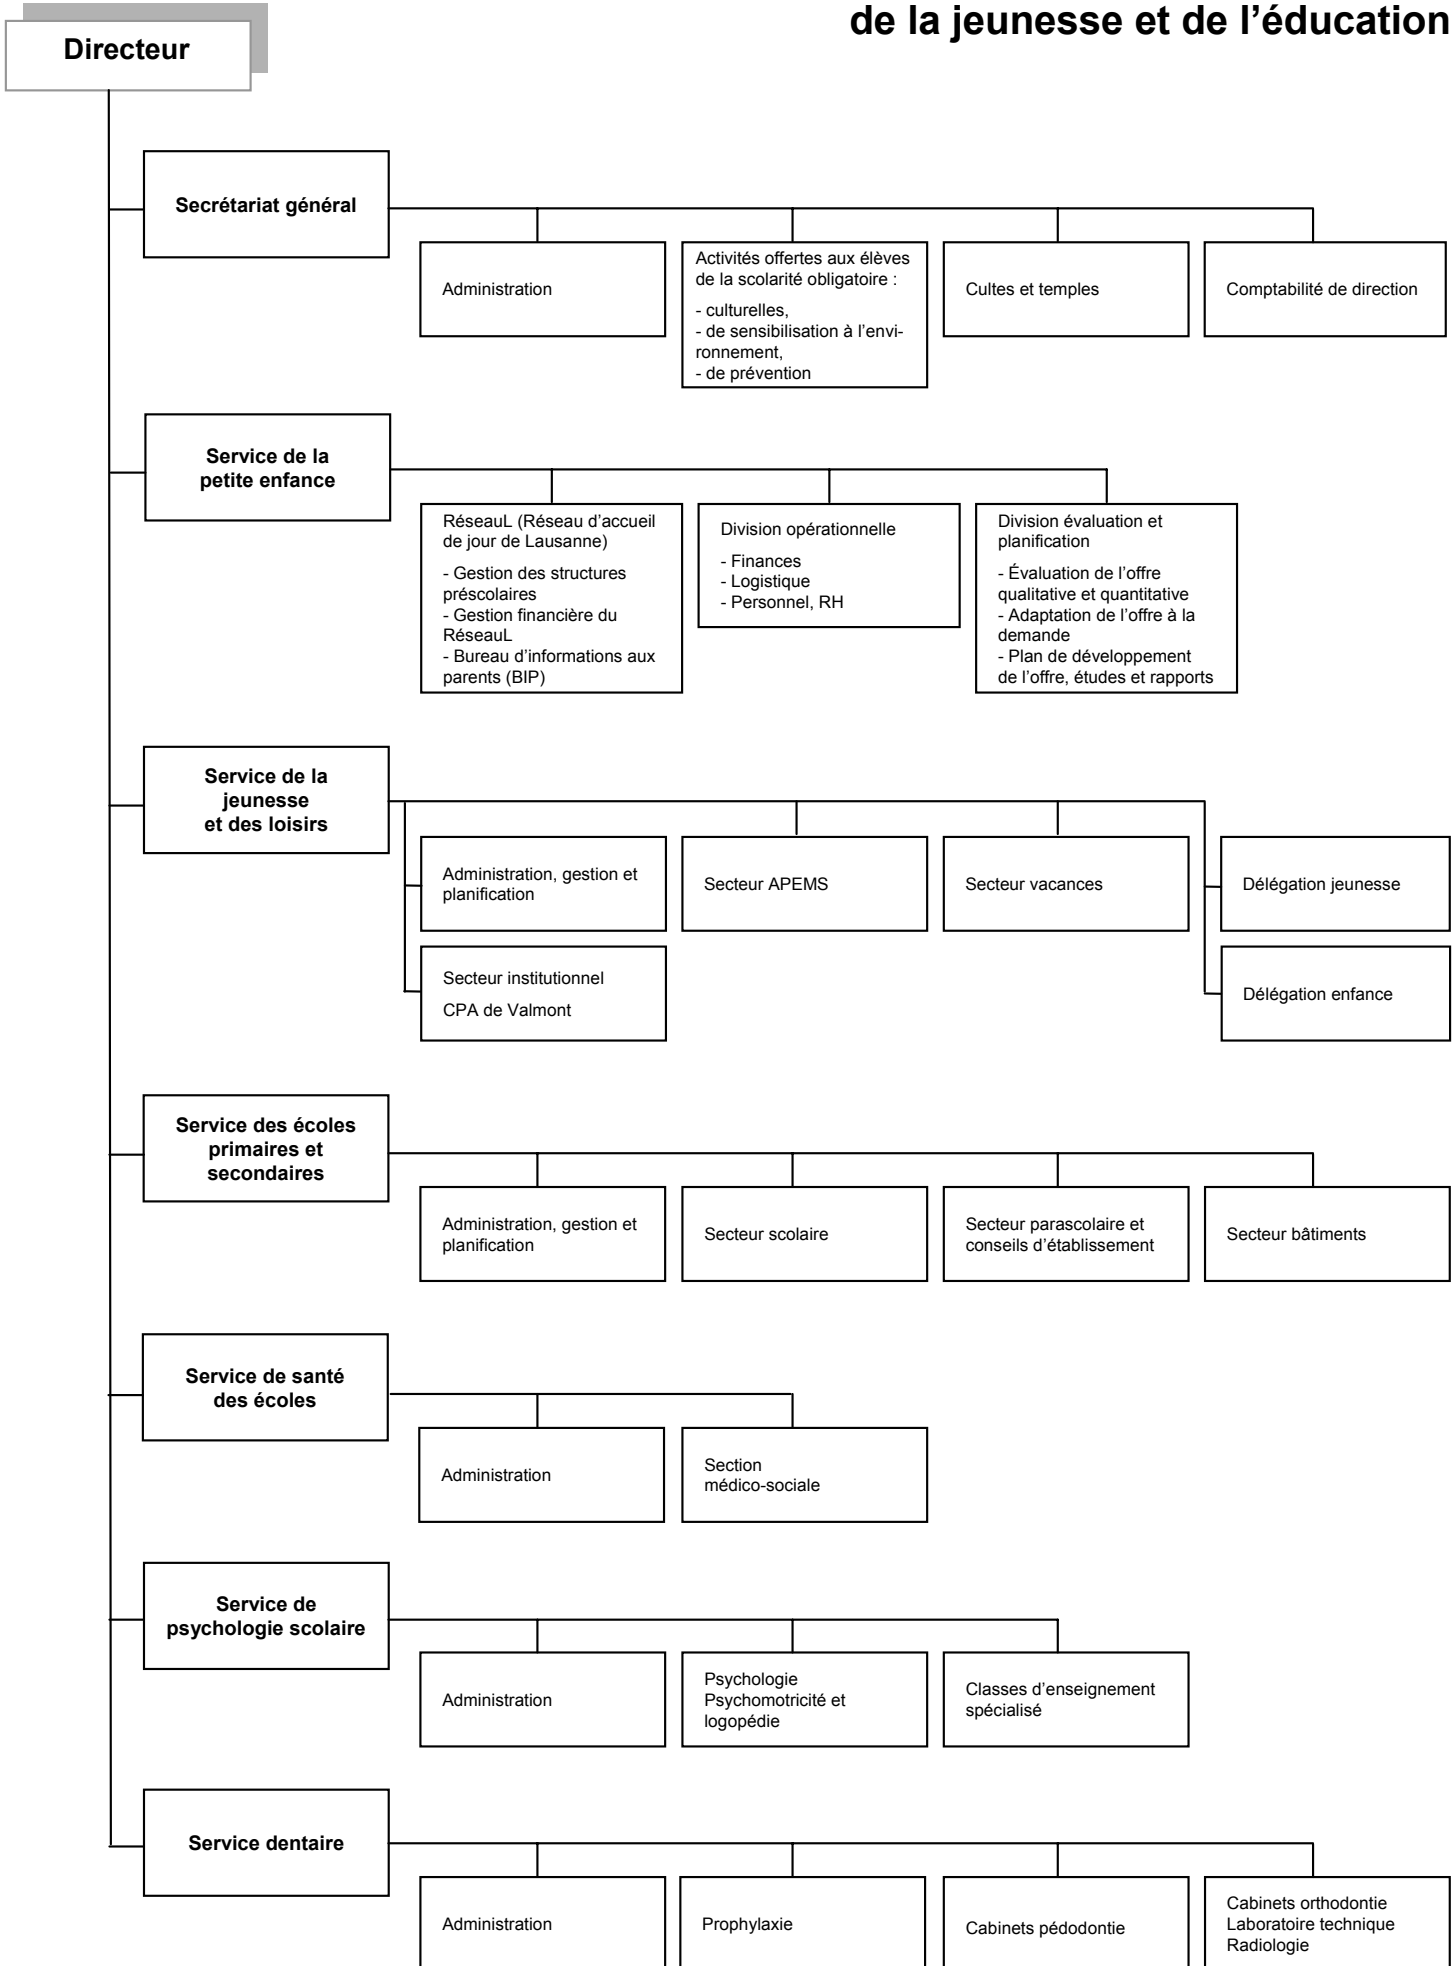 de la jeunesse et de l’éducation
Directeur
Secrétariat général
Administration
Activités offertes aux élèves
de la scolarité obligatoire :
- culturelles,
- de sensibilisation à l’envi-
ronnement,
- de prévention
Cultes et temples
Comptabilité de direction
Service de la
petite enfance
RéseauL (Réseau d’accueil
de jour de Lausanne)
- Gestion des structures
préscolaires
- Gestion financière du
RéseauL
- Bureau d’informations aux
parents (BIP)
Division opérationnelle
- Finances
- Logistique
- Personnel, RH
Division évaluation et
planification
- Évaluation de l’offre
qualitative et quantitative
- Adaptation de l’offre à la
demande
- Plan de développement
de l’offre, études et rapports
Service de la
jeunesse
et des loisirs
Administration, gestion et
planification
Secteur APEMS
Secteur vacances
Délégation jeunesse
Secteur institutionnel
CPA de Valmont
Délégation enfance
Service des écoles
primaires et
secondaires
Administration, gestion et
planification
Secteur scolaire
Secteur parascolaire et
conseils d’établissement
Secteur bâtiments
Service de santé
des écoles
Administration
Section
médico-sociale
Service de
psychologie scolaire
Administration
Psychologie
Psychomotricité et
logopédie
Classes d’enseignement
spécialisé
Service dentaire
Administration
Prophylaxie
Cabinets pédodontie
Cabinets orthodontie
Laboratoire technique
Radiologie